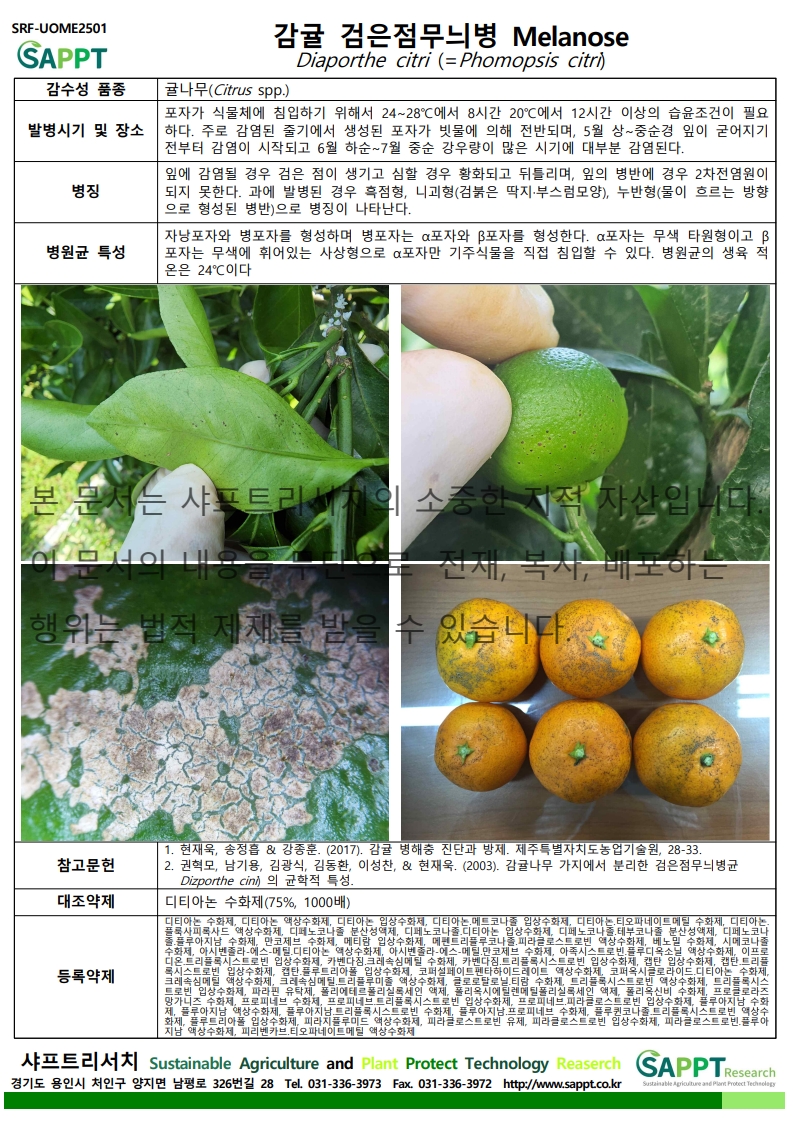 SRF-UOME2501
SAPPT
감귤 검은점무늬병 Melanose
Diaporthe citri (=Phomopsis citri)
감수성 품종
귤나무(Citrus spp.)
발병시기 및 장소
포자가 식물체에 침입하기 위해서 24~28℃에서 8시간 20℃에서 12시간 이상의 습윤조건이 필요
하다. 주로 감염된 줄기에서 생성된 포자가 빗물에 의해 전반되며, 5월 상~중순경 잎이 굳어지기
전부터 감염이 시작되고 6월 하순~7월 중순 강우량이 많은 시기에 대부분 감염된다.
병징
잎에 감염될 경우 검은 점이 생기고 심할 경우 황화되고 뒤틀리며, 잎의 병반에 경우 2차전염원이
되지 못한다. 과에 발병된 경우 흑점형, 니괴형(검붉은 딱지·부스럼모양), 누반형(물이 흐르는 방향
으로 형성된 병반)으로 병징이 나타난다.
병원균 특성
자낭포자와 병포자를 형성하며 병포자는 α포자와 β포자를 형성한다. α포자는 무색 타원형이고 β
포자는 무색에 휘어있는 사상형으로 α포자만 기주식물을 직접 침입할 수 있다. 병원균의 생육 적
온은 24℃이다
본 문서는 샤프트리서치의 소중한 지적 자산입니다.
이 문서의 내용을 무단으로 전재, 복사, 배포하는
행위는 법적 제재를 받을 수 있습니다.
참고문헌
1. 현재욱, 송정흡 & 강종훈. (2017). 감귤 병해충 진단과 방제. 제주특별자치도농업기술원, 28-33.
2. 권혁모, 남기웅, 김광식, 김동환, 이성찬, & 현재욱. (2003). 감귤나무 가지에서 분리한 검은점무늬병균
Dizporthe cini) 의 균학적 특성.
대조약제
디티아논 수화제(75%, 1000배)
등록약제
디티아논 수화제, 디티아논 액상수화제, 디티아논 입상수화제, 디티아논.메트코나졸 입상수화제, 디티아논.티오파네이트메틸 수화제, 디티아논.
플룩사피록사드 액상수화제, 디페노코나졸 분산성액제, 디페노코나졸.디티아논 입상수화제, 디페노코나졸.테부코나졸 분산성액제, 디페노코나
졸.플루아지남 수화제, 만코제브 수화제, 메티람 입상수화제, 메펜트리플루코나졸.피라클로스트로빈 액상수화제, 베노밀 수화제, 시메코나졸
수화제, 아시벤졸라-에스-메틸.디티아논 액상수화제, 아시벤졸라-에스-메틸.만코제브 수화제, 아족시스트로빈.플루디옥소닐 액상수화제, 이프로
디온.트리플록시스트로빈 입상수화제, 카벤다짐.크레속심메틸 수화제, 카벤다짐.트리플록시스트로빈 수화제, 캡탄 입상수화제, 캡탄.트리플
록시스트로빈 입상수화제, 캡탄.플루트리아폴 입상수화제, 코퍼설페이트펜타하이드레이트 액상수화제, 코퍼옥시클로라이드.디티아논 수화제,
크레속심메틸 액상수화제, 크레속심메틸.트리플루미졸 액상수화제, 클로로탈로닐.티람 수화제, 트리플록시스트로빈 액상수화제, 트리플록시스
트로빈 입상수화제, 파라핀 유탁제, 폴리에테르폴리실록세인 액제, 폴리옥시에틸렌메틸폴리실록세인 액제, 폴리옥신비 수화제, 프로클로라즈
망가니즈 수화제, 프로피네브 수화제, 프로피네브.트리플록시스트로빈 입상수화제, 프로피네브.피라클로스트로빈 입상수화제, 플루아지남 수화
제, 플루아지남 액상수화제, 플루아지남.트리플록시스트로빈 수화제, 플루아지남.프로피네브 수화제, 플루퀸코나졸.트리플록시스트로빈 액상수
화제, 플루트리아폴 입상수화제, 피라지플루미드 액상수화제, 피라클로스트로빈 유제, 피라클로스트로빈 입상수화제, 피라클로스트로빈.플루아
지남 액상수화제, 피리벤카브.티오파네이트메틸 액상수화제
샤프트리서치 Sustainable Agriculture and Plant Protect Technology Reaserch
경기도 용인시 처인구 양지면 남평로 326번길 28 Tel. 031-336-3973 Fax. 031-336-3972 http://www.sappt.co.kr
SAPPT Research
Sustainable Agriculture and Plant Protect Technology